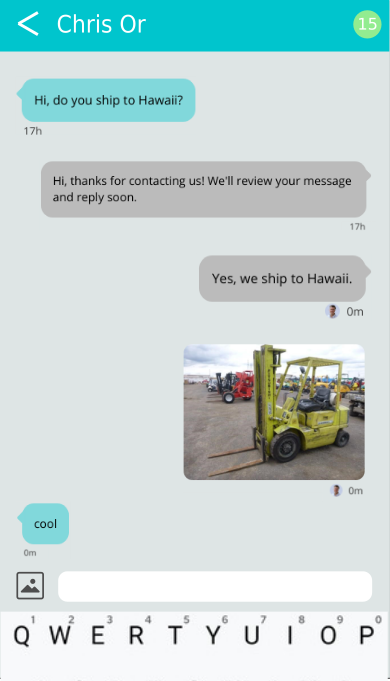 Chris Or
15
Hi, do you ship to Hawaii?
17h
Hi, thanks for contacting us! We'll review your message
and reply soon.
17h
Yes, we ship to Hawaii.
0m
0m
cool
0m
1 2 3 4 5 6 7 8 9 0
Q W E R T Y U I O P